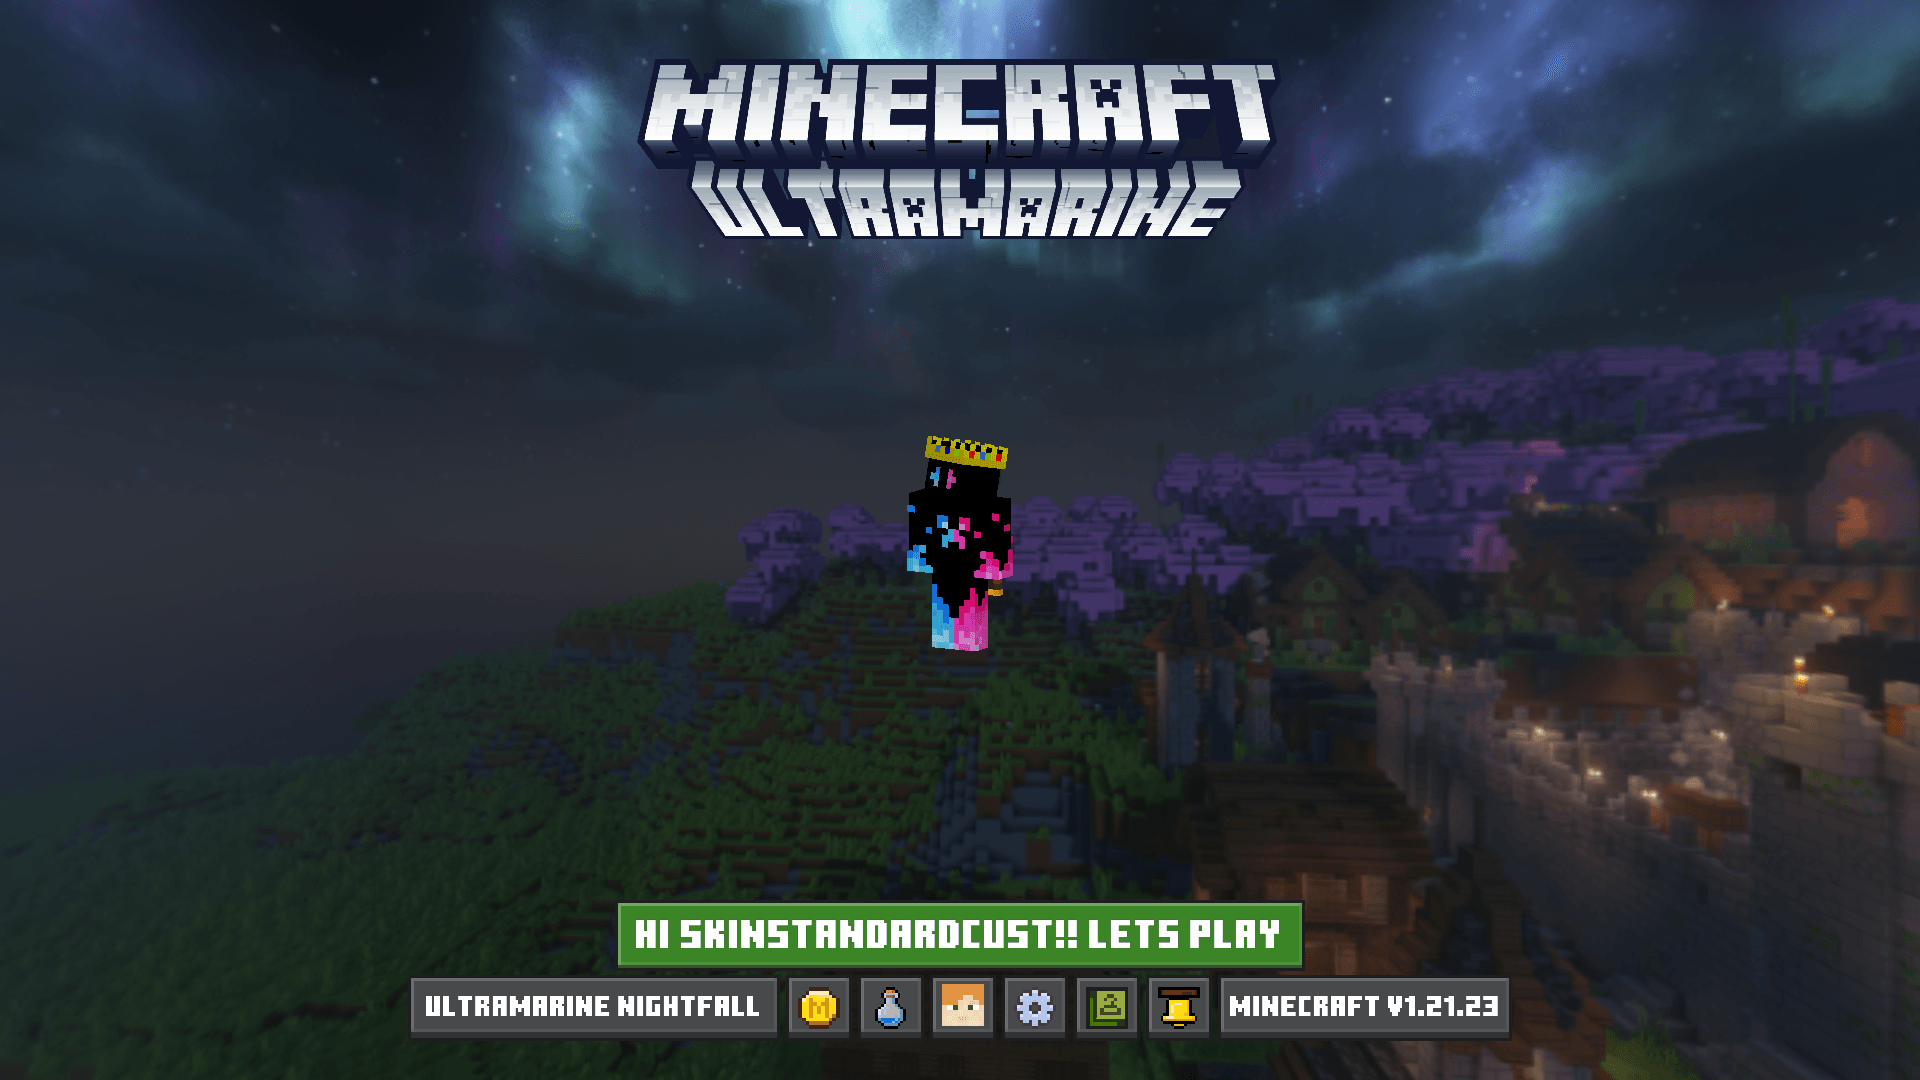 MINECRAFT
ULTRAMARINE
HI SKINSTANDARDCUST!! LETS PLAY
ULTRAMARINE NIGHTFALL
M
MINECRAFT V1.21.23